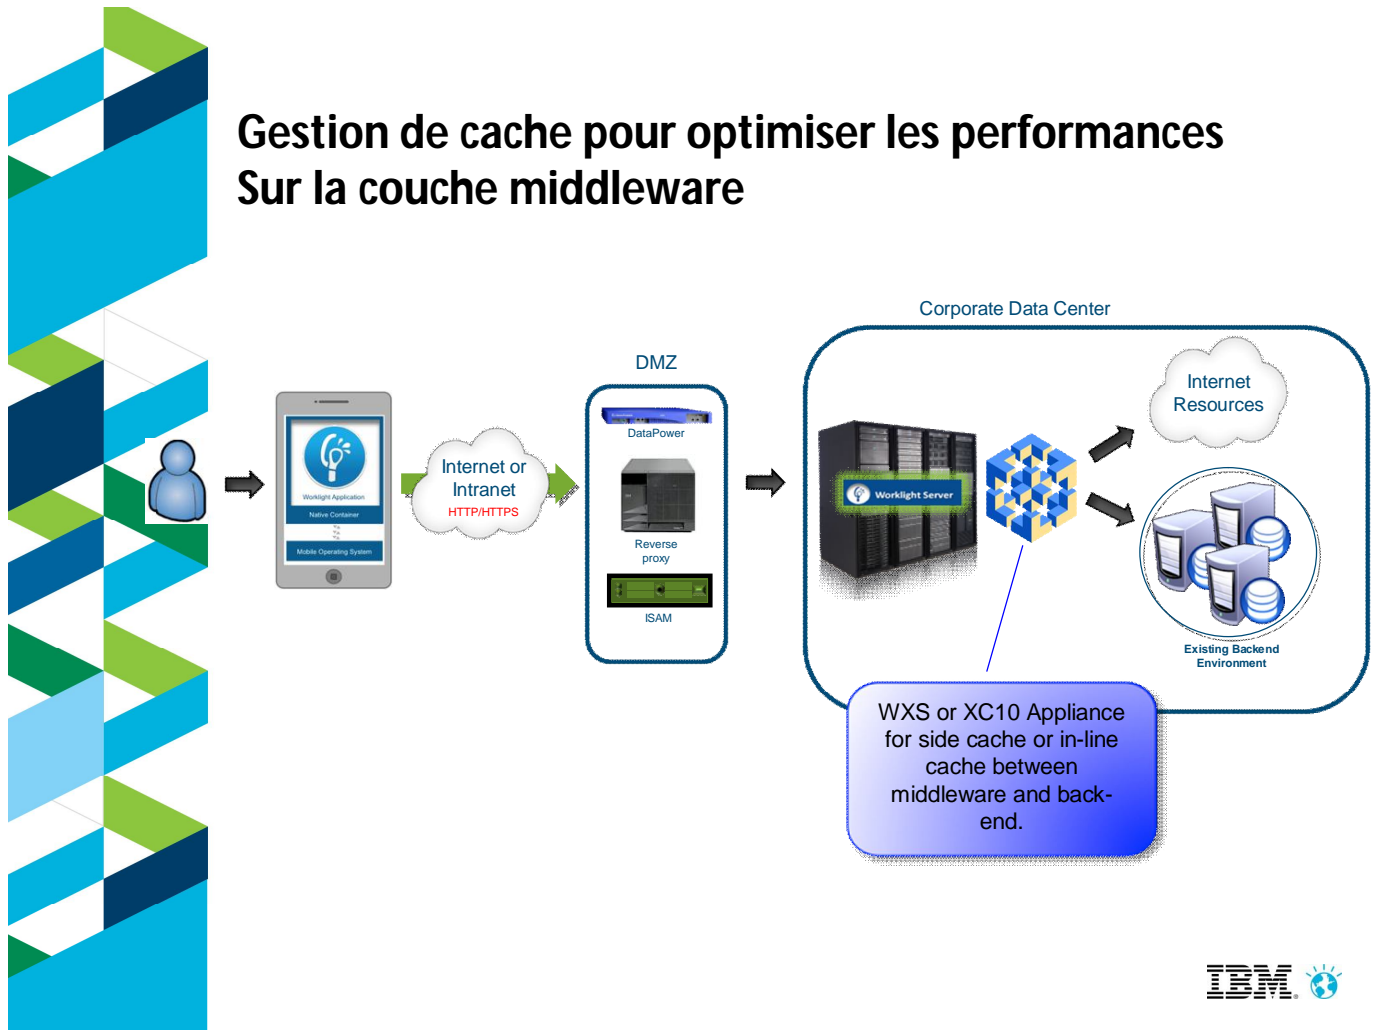 Gestion de cache pour optimiser les performances
Sur la couche middleware
Corporate Data Center
DMZ
Internet
Resources
DataPower
Internet or
Intranet
HTTP/HTTPS
Worklight Application
Native Container
Mobile Operating System
Worklight Server
Reverse
proxy
ISAM
Existing Backend
Environment
WXS or XC10 Appliance
for side cache or in-line
cache between
middleware and back-
end.
IBM.